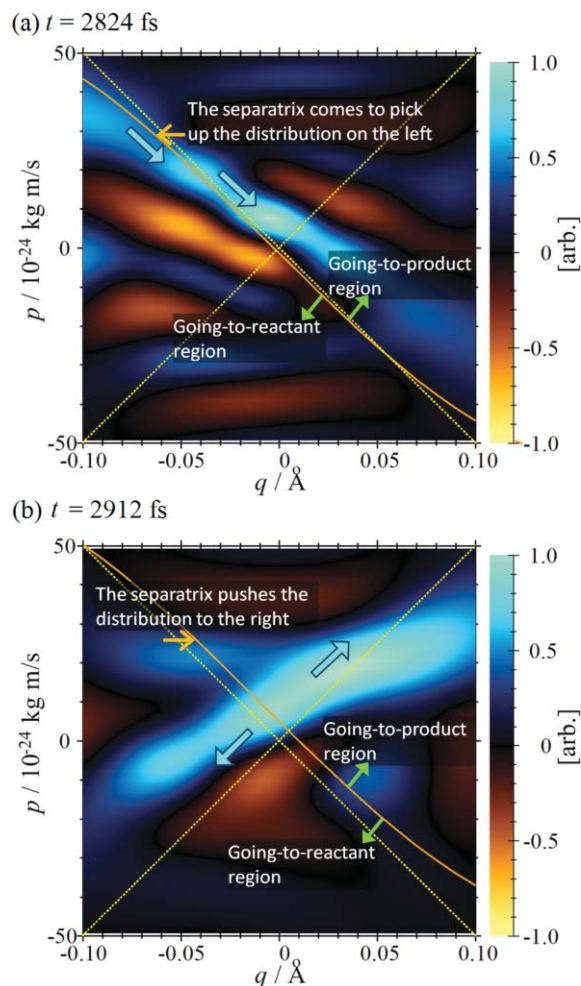 (a) t = 2824 fs
50
1.0
The separatrix comes to pick
up the distribution on the left
0.5
p / 10⁻²⁴ kg m/s
0
0
[arb.]
Going-to-product
region
Going-to-reactant
region
-0.5
-50
-1.0
-0.10
-0.05
0
0.05
0.10
q / Å
(b) t = 2912 fs
50
1.0
The separatrix pushes the
distribution to the right
0.5
p / 10⁻²⁴ kg m/s
0
0
[arb.]
Going-to-product
region
Going-to-reactant
region
-0.5
-50
-1.0
-0.10
-0.05
0
0.05
0.10
q / Å